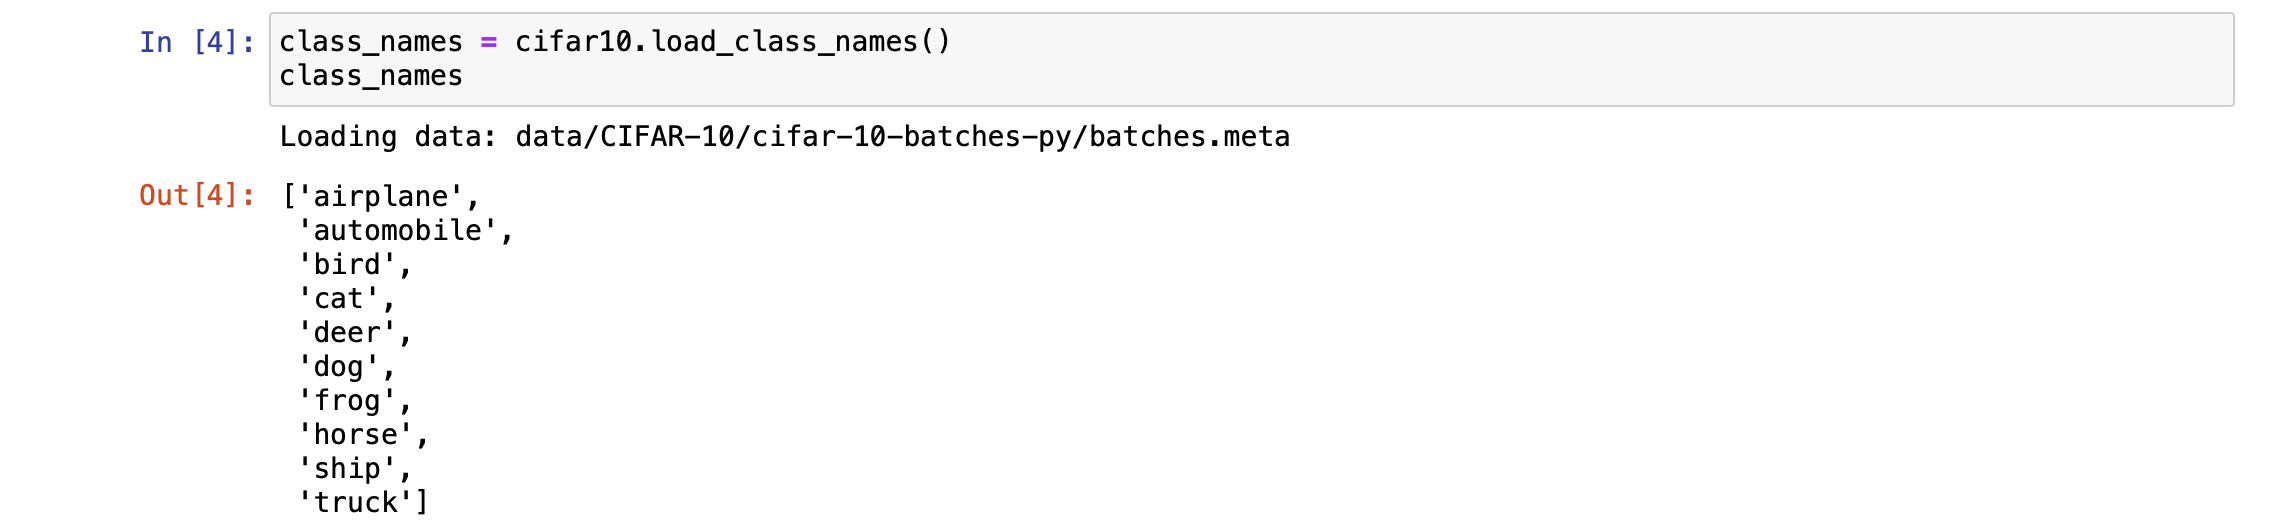 In [4]: class_names = cifar10.load_class_names()
class_names
Loading data: data/CIFAR-10/cifar-10-batches-py/batches.meta
Out[4]: ['airplane',
'automobile',
'bird',
'cat',
'deer',
'dog',
'frog',
'horse',
'ship',
'truck']